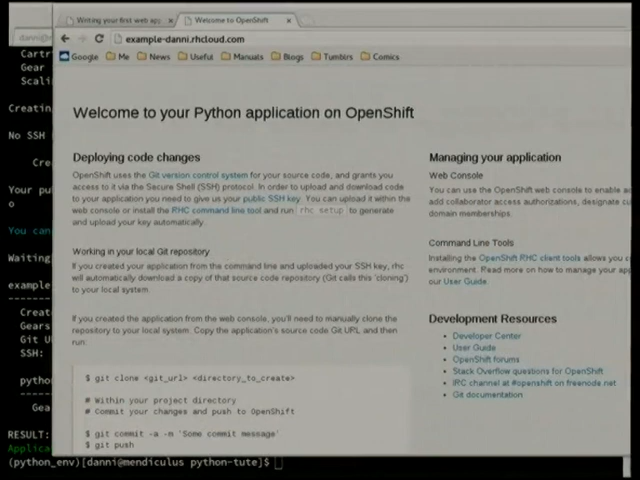 Writing your first web app
Welcome to OpenShift
example-danni.rhcloud.com
Google Me News Useful Manuals Blogs Tumblrs Comics
Welcome to your Python application on OpenShift
Deploying code changes
OpenShift uses the Git version control system for your source code, and grants you
access to it via the Secure Shell (SSH) protocol. In order to upload and download code
to your application you need to give us your public SSH key. You can upload it within the
web console or install the RHC command line tool and run rhc setup to generate
and upload your key automatically.
Working in your local Git repository
If you created your application from the command line and uploaded your SSH key, rhc
will automatically download a copy of that source code repository (Git calls this 'cloning')
to your local system.
If you created the application from the web console, you'll need to manually clone the
repository to your local system. Copy the application's source code Git URL and then
run:
$ git clone <git_url> <directory_to_create>
# Within your project directory
# Commit your changes and push to OpenShift
$ git commit -a -m 'Some commit message'
$ git push
Managing your application
Web Console
You can use the OpenShift web console to enable
add collaborator access authorizations, designate
domain memberships.
Command Line Tools
Installing the OpenShift RHC client tools allows you
environment. Read more on how to manage your
our User Guide.
Development Resources
Developer Center
User Guide
OpenShift forums
Stack Overflow questions for OpenShift
IRC channel at #openshift on freenode.net
Git documentation
Cartr
Gear
Scali
Creating
No SSH
Cre
Your pu
o
You can
Waiting
example
Create
Gears
Git U
SSH:
python
Gea
RESULT:
Applica
(python_env)[danni@mendiculus python-tute]$